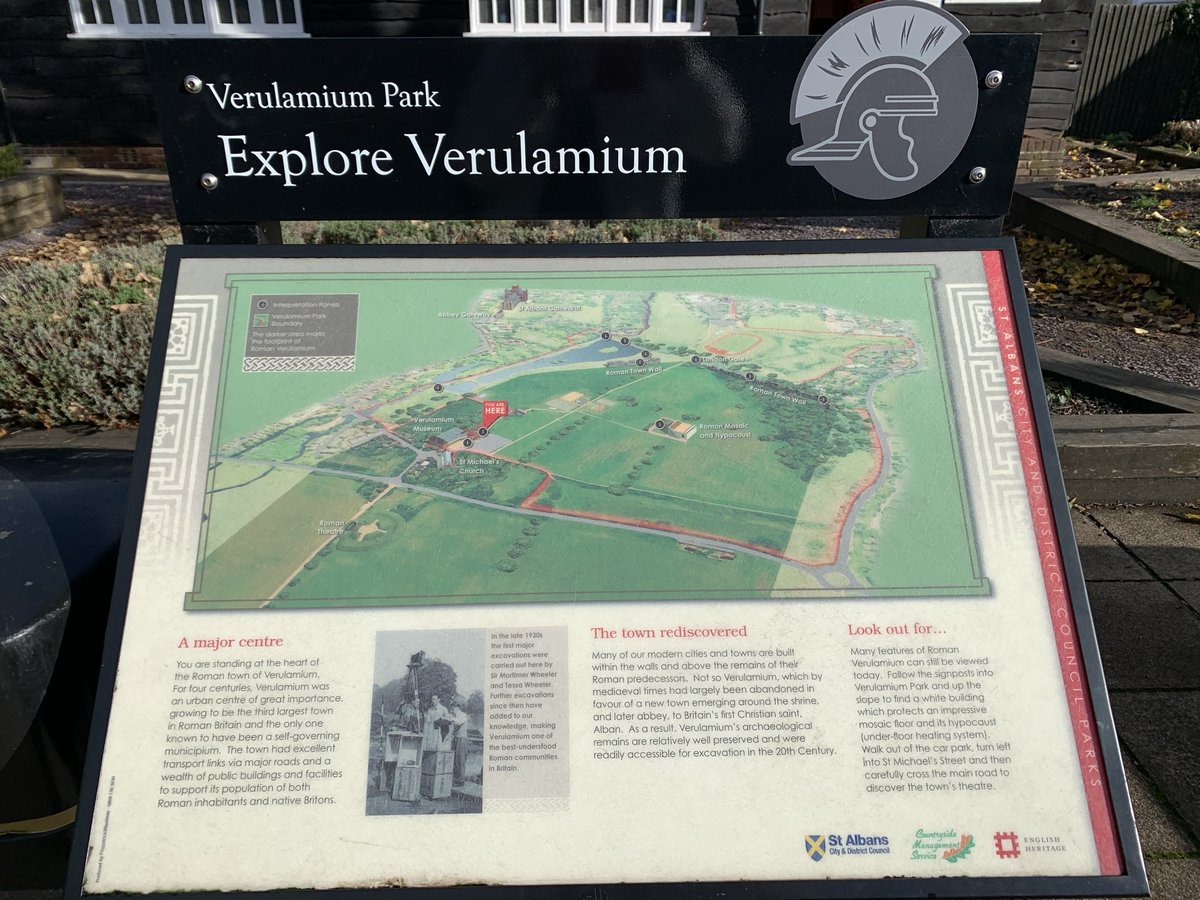 Verulamium Park
Explore Verulamium
Interpretation Panels
Verulamium Park
Boundary
The darker area marks
the footprint of
Roman Verulamium
Abbey Gateway
St Albans Cathedral
Roman Town Wall
London Gate
Roman Town Wall
YOU ARE
HERE
Verulamium
Museum
Roman Mosaic
and Hypocaust
St Michael's
Church
Roman
Theatre
ST ALBANS CITY AND DISTRICT COUNCIL PARKS
A major centre
You are standing at the heart of
the Roman town of Verulamium.
For four centuries, Verulamium was
an urban centre of great importance,
growing to be the third largest town
in Roman Britain and the only one
known to have been a self-governing
municipium. The town had excellent
transport links via major roads and a
wealth of public buildings and facilities
to support its population of both
Roman inhabitants and native Britons.
In the late 1930s
the first major
excavations were
carried out here by
Sir Mortimer Wheeler
and Tessa Wheeler.
Further excavations
since then have
added to our
knowledge, making
Verulamium one of
the best-understood
Roman communities
in Britain.
The town rediscovered
Many of our modern cities and towns are built
within the walls and above the remains of their
Roman predecessors. Not so Verulamium, which by
mediaeval times had largely been abandoned in
favour of a new town emerging around the shrine,
and later abbey, to Britain's first Christian saint,
Alban. As a result, Verulamium's archaeological
remains are relatively well preserved and were
readily accessible for excavation in the 20th Century.
Look out for...
Many features of Roman
Verulamium can still be viewed
today. Follow the signposts into
Verulamium Park and up the
slope to find a white building
which protects an impressive
mosaic floor and its hypocaust
(under-floor heating system).
Walk out of the car park, turn left
into St Michael's Street and then
carefully cross the main road to
discover the town's theatre.
St Albans
City & District Council
Countryside
Management
Service
ENGLISH
HERITAGE